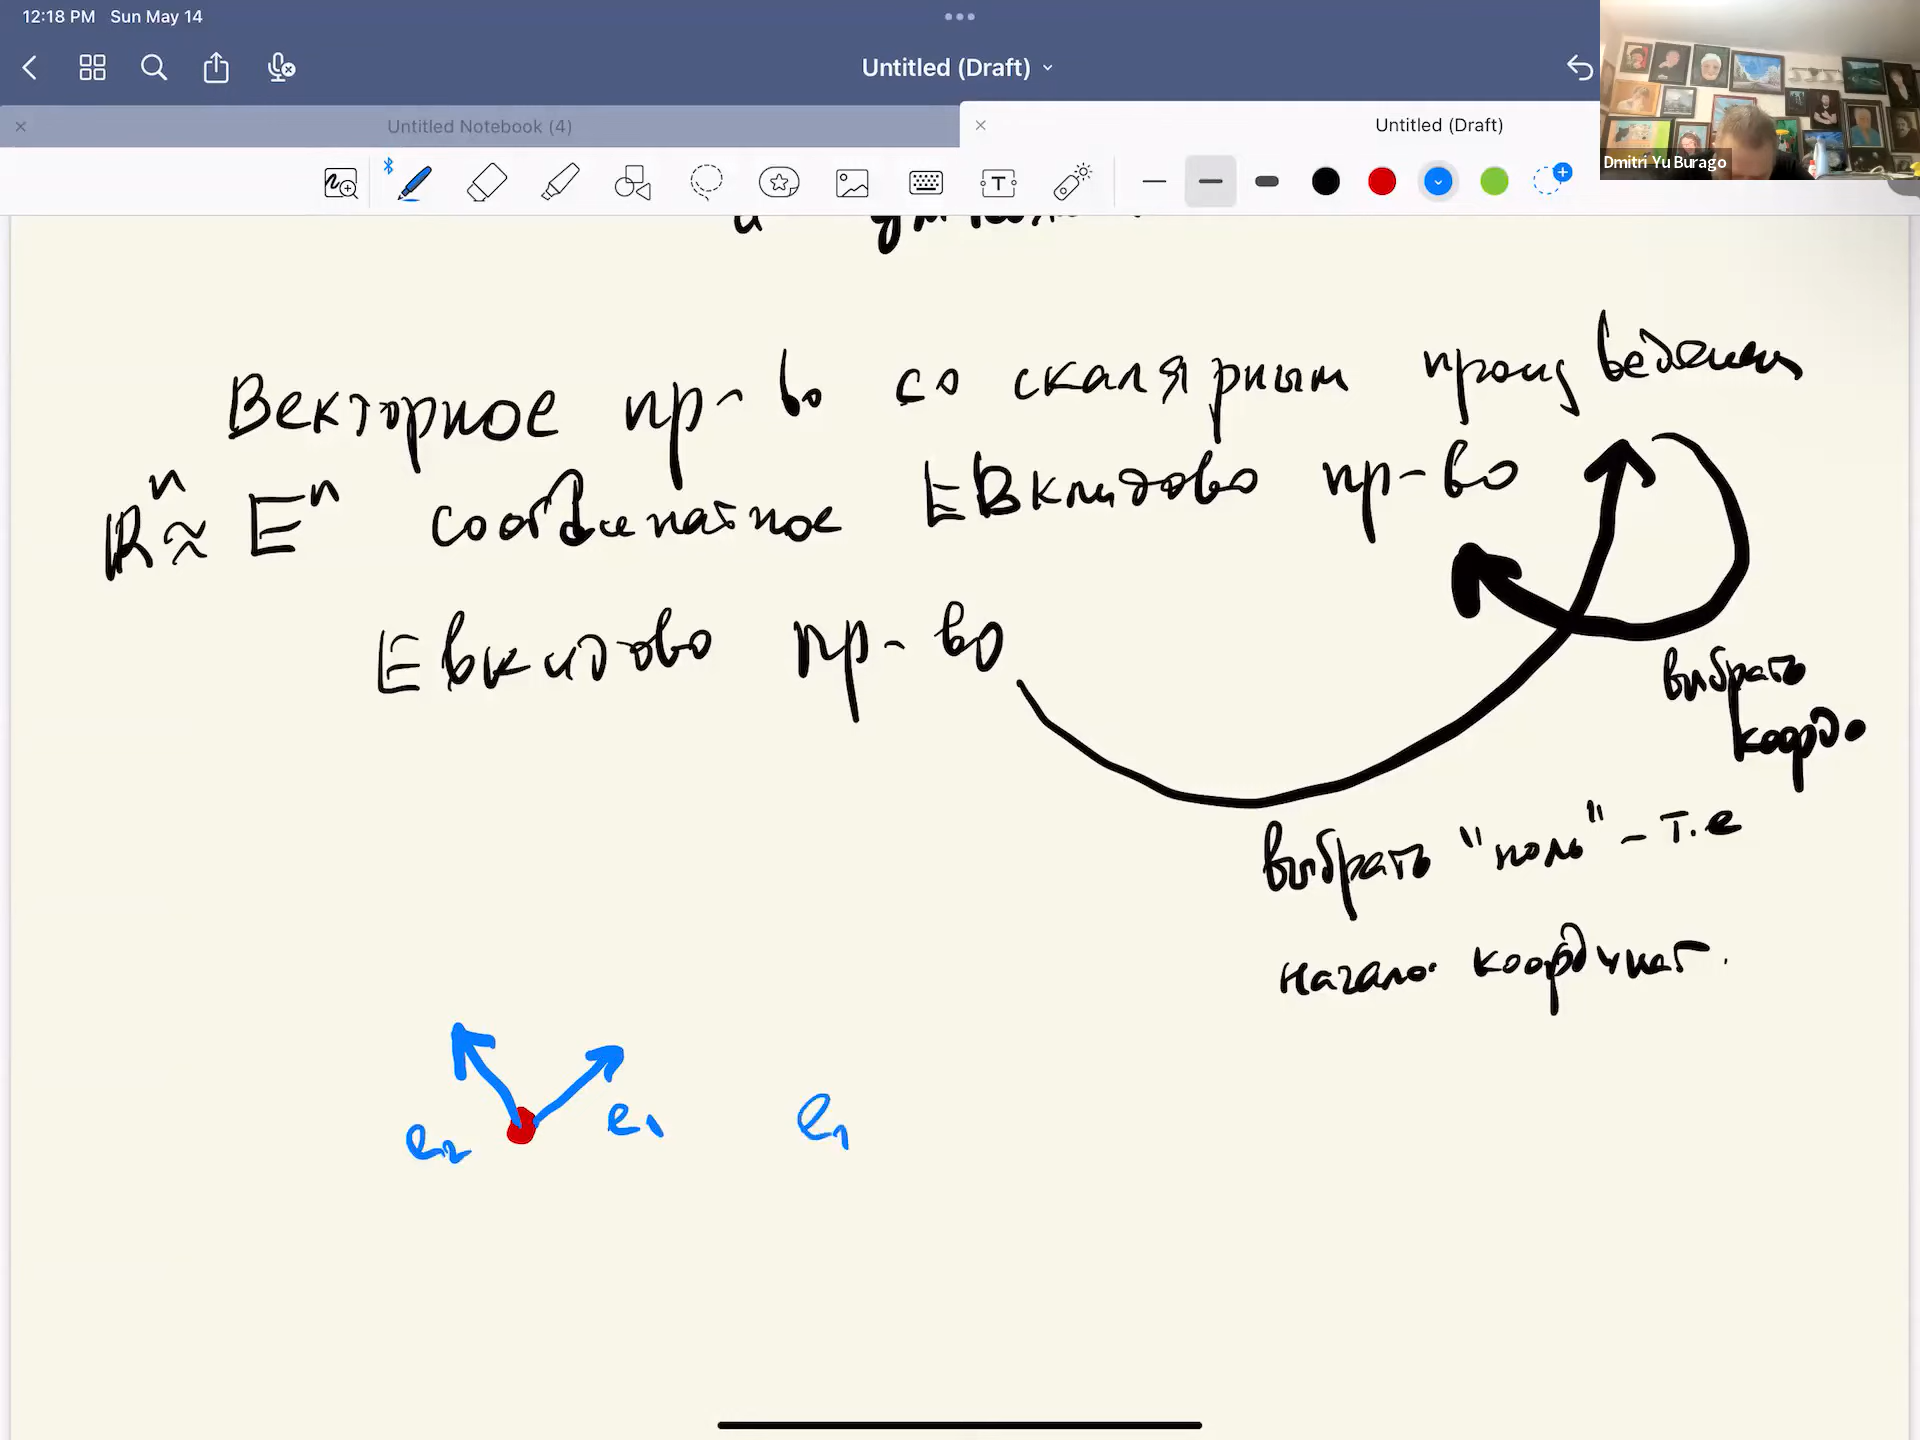 12:18 PM Sun May 14
Untitled (Draft)
Untitled Notebook (4)
Untitled (Draft)
T
Dmitri Yu Burago
и
Векторное пр-во со скалярным произведением
ℝⁿ ≈ Eⁿ координатное Евклидово пр-во
Евклидово пр-во
выбрать
коорд
выбрать "ноль" - т.е
начало координат.
e₂ e₁ e₁